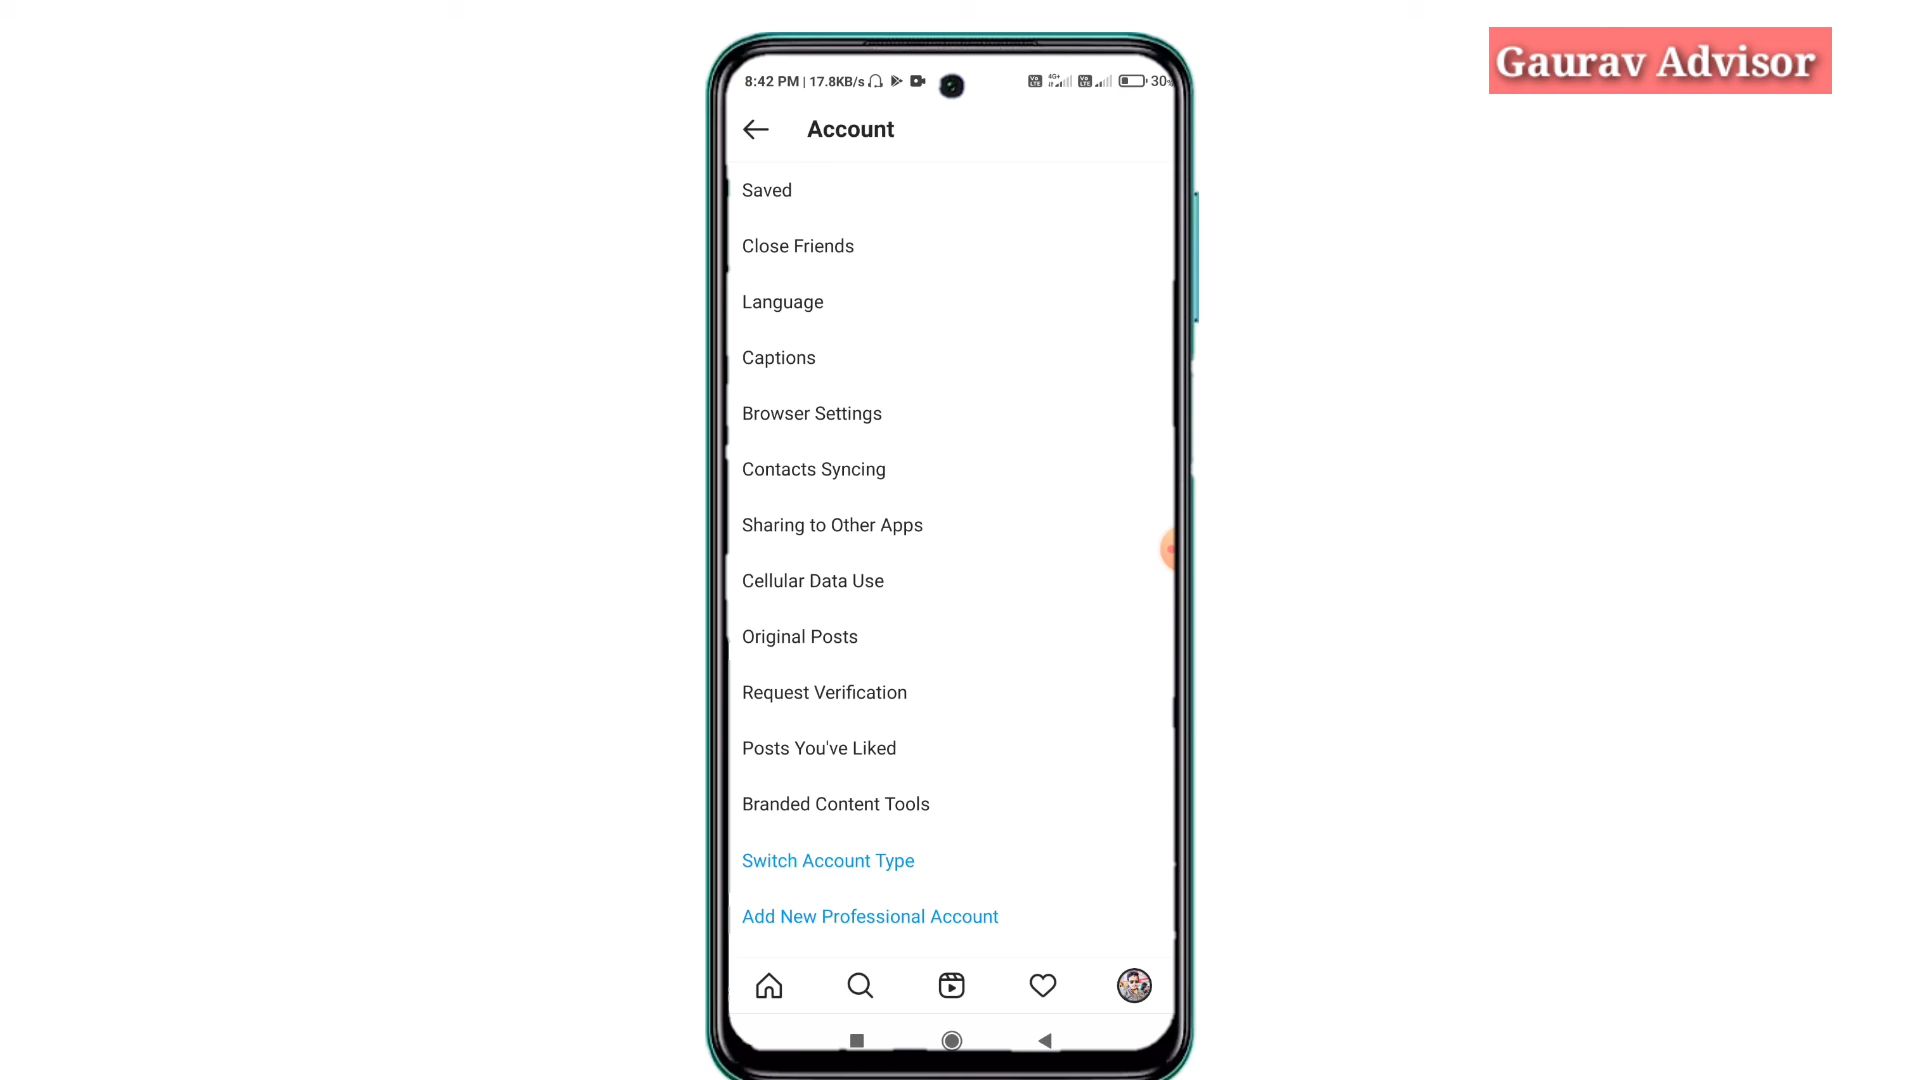 Gaurav Advisor
8:42 PM | 17.8KB/s
4G+
30%
Account
Saved
Close Friends
Language
Captions
Browser Settings
Contacts Syncing
Sharing to Other Apps
Cellular Data Use
Original Posts
Request Verification
Posts You've Liked
Branded Content Tools
Switch Account Type
Add New Professional Account